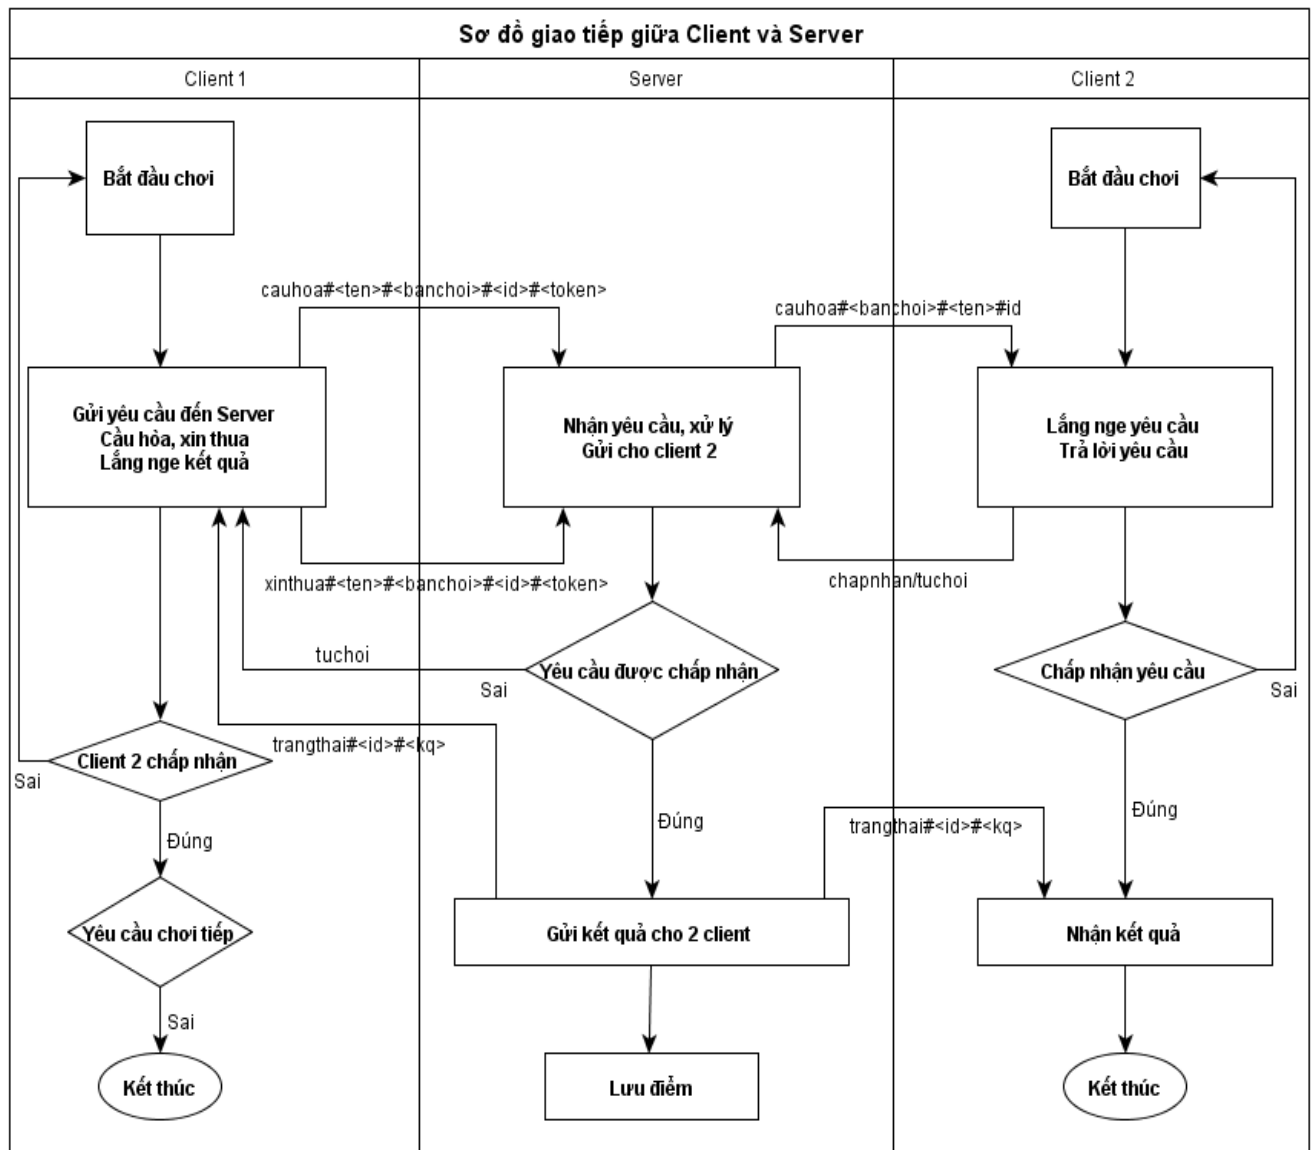 Sơ đồ giao tiếp giữa Client và Server
Client 1
Server
Client 2
Bắt đầu chơi
Bắt đầu chơi
cauhoa#<ten>#<banchoi>#<id>#<token>
cauhoa#<banchoi>#<ten>#id
Gửi yêu cầu đến Server
Cầu hòa, xin thua
Lắng nge kết quả
Nhận yêu cầu, xử lý
Gửi cho client 2
Lắng nge yêu cầu
Trả lời yêu cầu
xinthua#<ten>#<banchoi>#<id>#<token>
chapnhan/tuchoi
tuchoi
Sai
Yêu cầu được chấp nhận
Chấp nhận yêu cầu
Sai
trangthai#<id>#<kq>
Client 2 chấp nhận
Sai
Đúng
Đúng
trangthai#<id>#<kq>
Đúng
Yêu cầu chơi tiếp
Gửi kết quả cho 2 client
Nhận kết quả
Sai
Kết thúc
Lưu điểm
Kết thúc